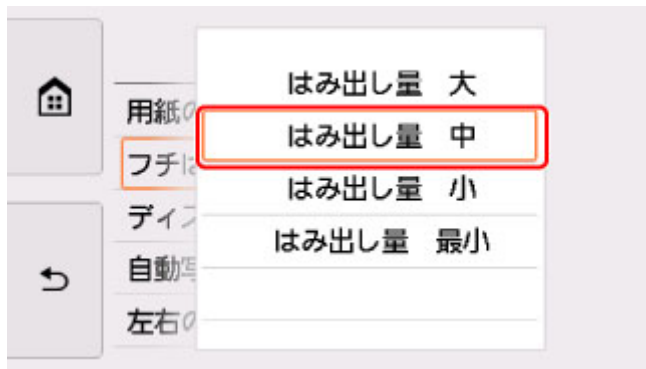 はみ出し量 大
用紙の
はみ出し量 中
フチは
はみ出し量 小
ディス
はみ出し量 最小
自動写
左右の